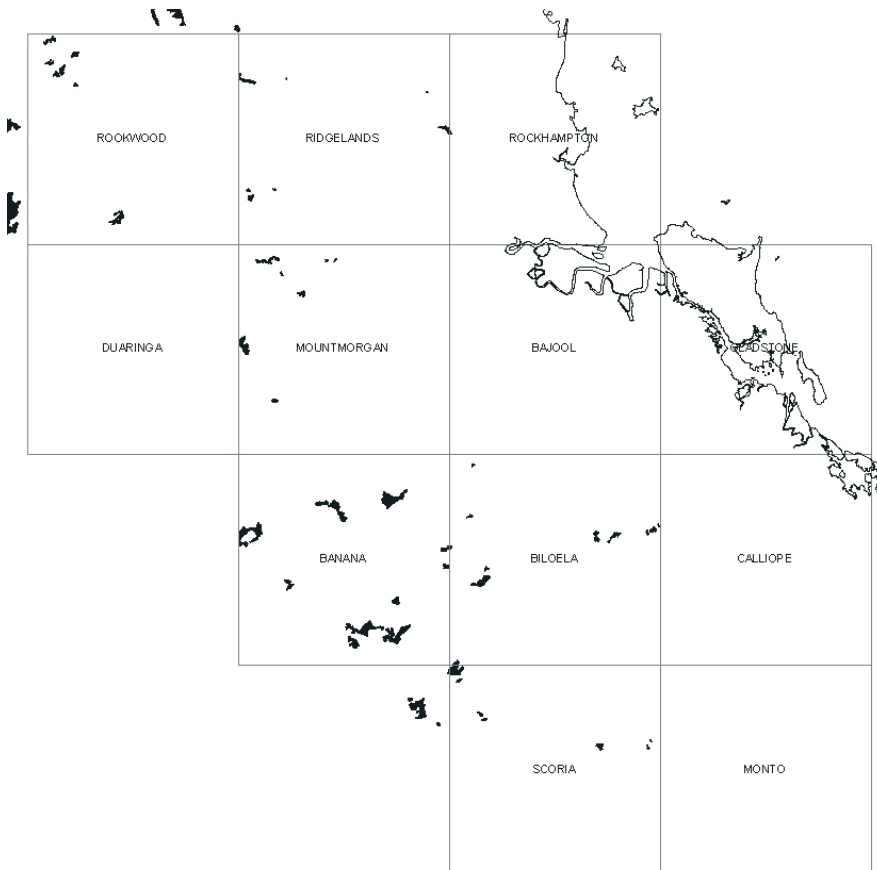 ROOKWOOD
RIDGELANDS
ROCKHAMPTON
DUARINGA
MOUNTMORGAN
BAJOOL
GLADSTONE
BANANA
BILOELA
CALLIOPE
SCORIA
MONTO